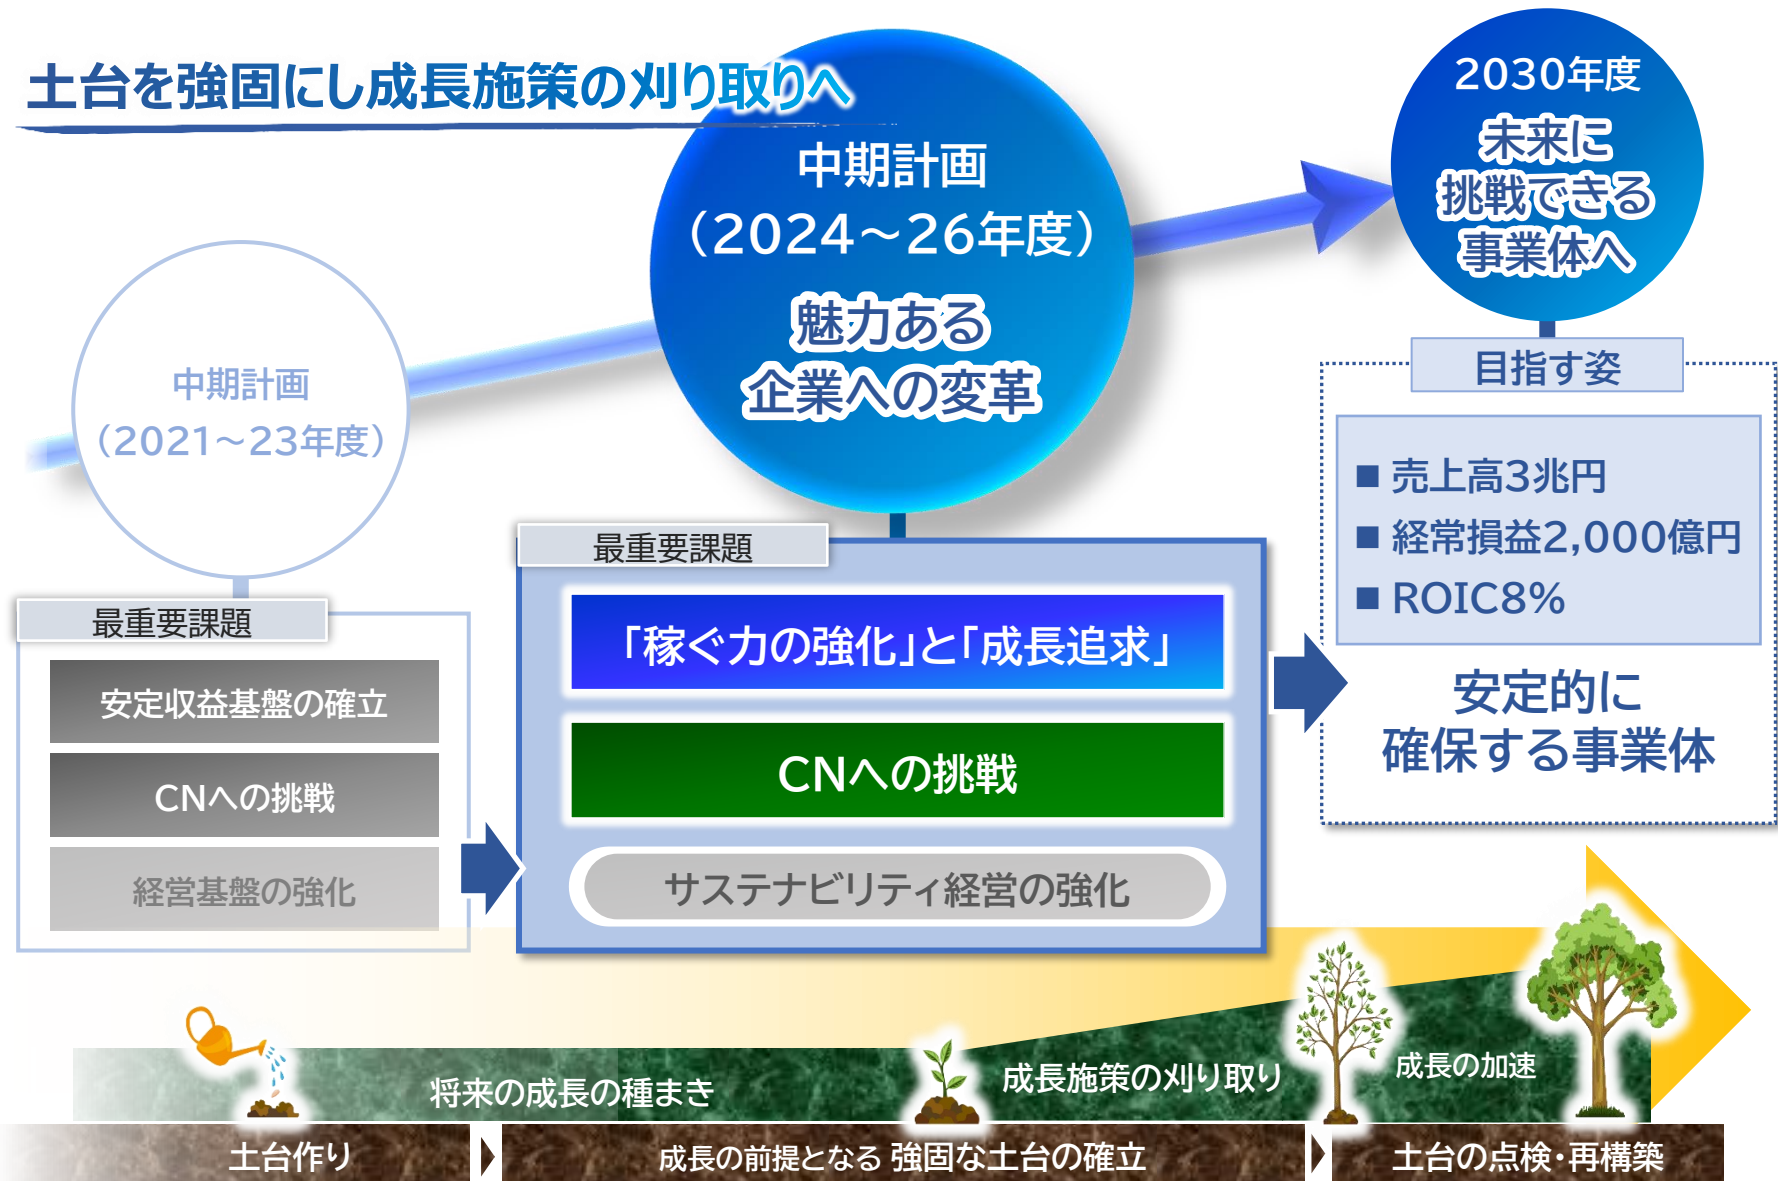 土台を強固にし成長施策の刈り取りへ
中期計画
（2021～23年度）
最重要課題
安定収益基盤の確立
CNへの挑戦
経営基盤の強化
中期計画
（2024～26年度）
魅力ある
企業への変革
最重要課題
「稼ぐ力の強化」と「成長追求」
CNへの挑戦
サステナビリティ経営の強化
2030年度
未来に
挑戦できる
事業体へ
目指す姿
■ 売上高3兆円
■ 経常損益2,000億円
■ ROIC8%
安定的に
確保する事業体
将来の成長の種まき
成長施策の刈り取り
成長の加速
土台作り
成長の前提となる 強固な土台の確立
土台の点検・再構築